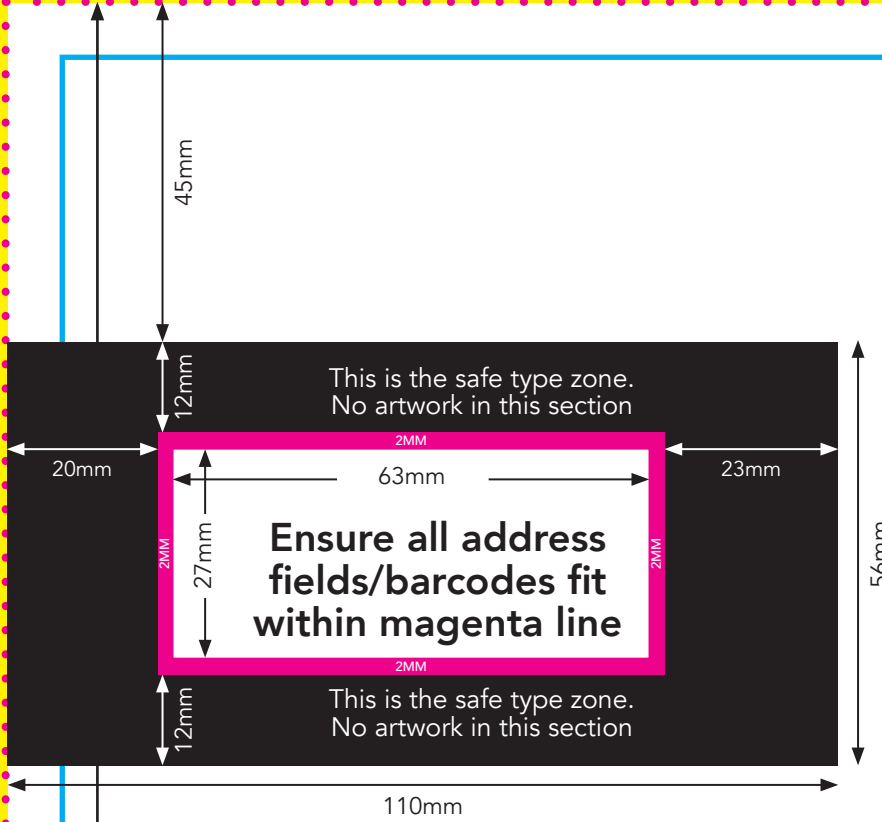 45mm
12mm
This is the safe type zone.
No artwork in this section
2MM
20mm
63mm
23mm
2MM
27mm
Ensure all address
fields/barcodes fit
within magenta line
2MM
56mm
2MM
12mm
This is the safe type zone.
No artwork in this section
110mm